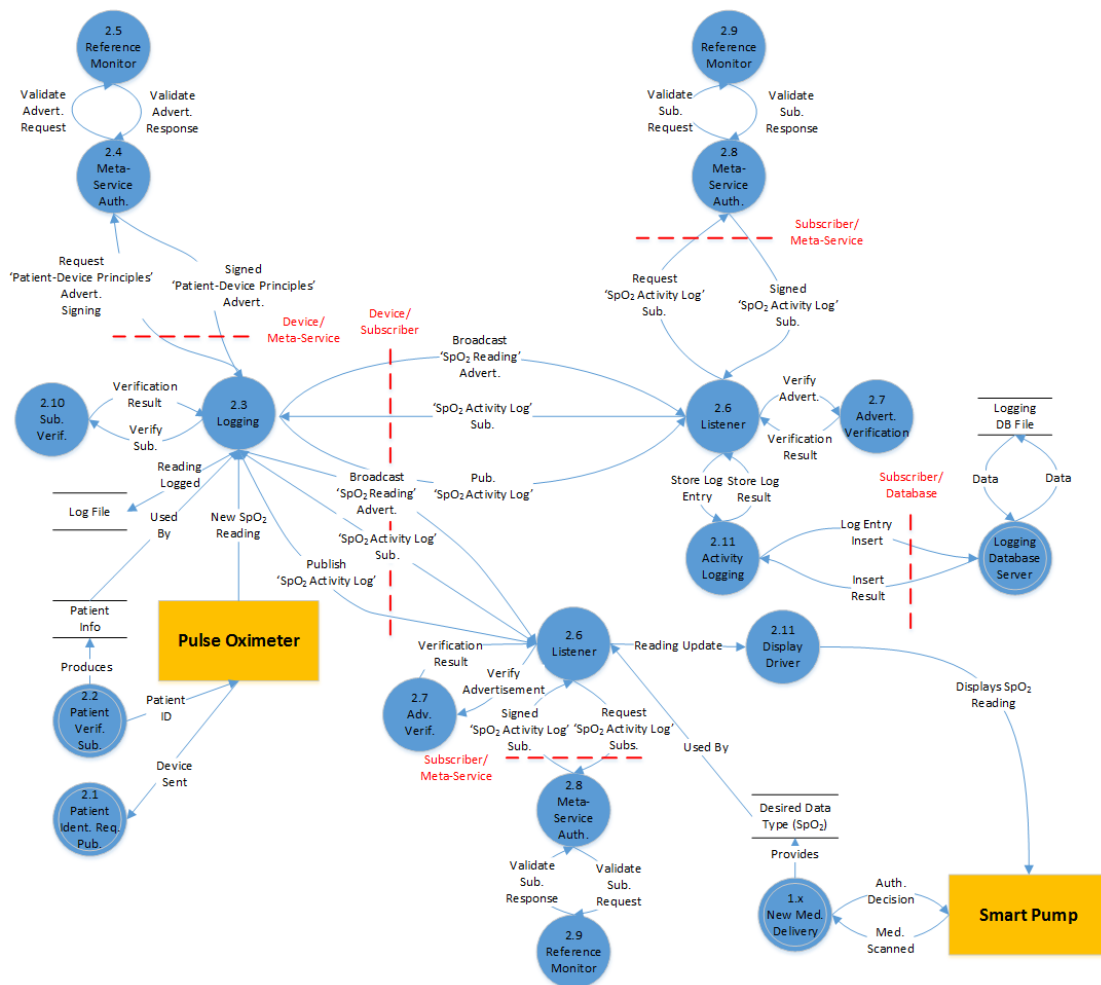 2.5
Reference
Monitor
Validate
Advert.
Request
Validate
Advert.
Response
2.4
Meta-
Service
Auth.
Request
‘Patient-Device Principles’
Advert.
Signing
Signed
‘Patient-Device Principles’
Advert.
Device/
Meta-Service
Device/
Subscriber
2.9
Reference
Monitor
Validate
Sub.
Request
Validate
Sub.
Response
2.8
Meta-
Service
Auth.
Subscriber/
Meta-Service
Request
‘SpO₂ Activity Log’
Sub.
Signed
‘SpO₂ Activity Log’
Sub.
Broadcast
‘SpO₂ Reading’
Advert.
‘SpO₂ Activity Log’
Sub.
Pub.
‘SpO₂ Activity Log’
2.10
Sub.
Verif.
Verification
Result
Verify
Sub.
2.3
Logging
2.6
Listener
Verify
Advert.
Verification
Result
2.7
Advert.
Verification
Logging
DB File
Data
Data
Reading
Logged
Log File
Used
By
New SpO₂
Reading
Broadcast
‘SpO₂ Reading’
Advert.
‘SpO₂ Activity Log’
Sub.
Publish
‘SpO₂ Activity Log’
Store Log
Entry
Store Log
Result
2.11
Activity
Logging
Subscriber/
Database
Log Entry
Insert
Insert
Result
Logging
Database
Server
Patient
Info
Pulse Oximeter
Produces
2.2
Patient
Verif.
Sub.
Patient
ID
Device
Sent
2.1
Patient
Ident. Req.
Pub.
2.6
Listener
Reading Update
2.11
Display
Driver
Displays SpO₂
Reading
Verification
Result
Verify
Advertisement
2.7
Adv.
Verif.
Signed
‘SpO₂ Activity Log’
Sub.
Request
‘SpO₂ Activity Log’
Subs.
Subscriber/
Meta-Service
Used By
2.8
Meta-
Service
Auth.
Validate
Sub.
Response
Validate
Sub.
Request
2.9
Reference
Monitor
Desired Data
Type (SpO₂)
Provides
1.x
New Med.
Delivery
Auth.
Decision
Med.
Scanned
Smart Pump